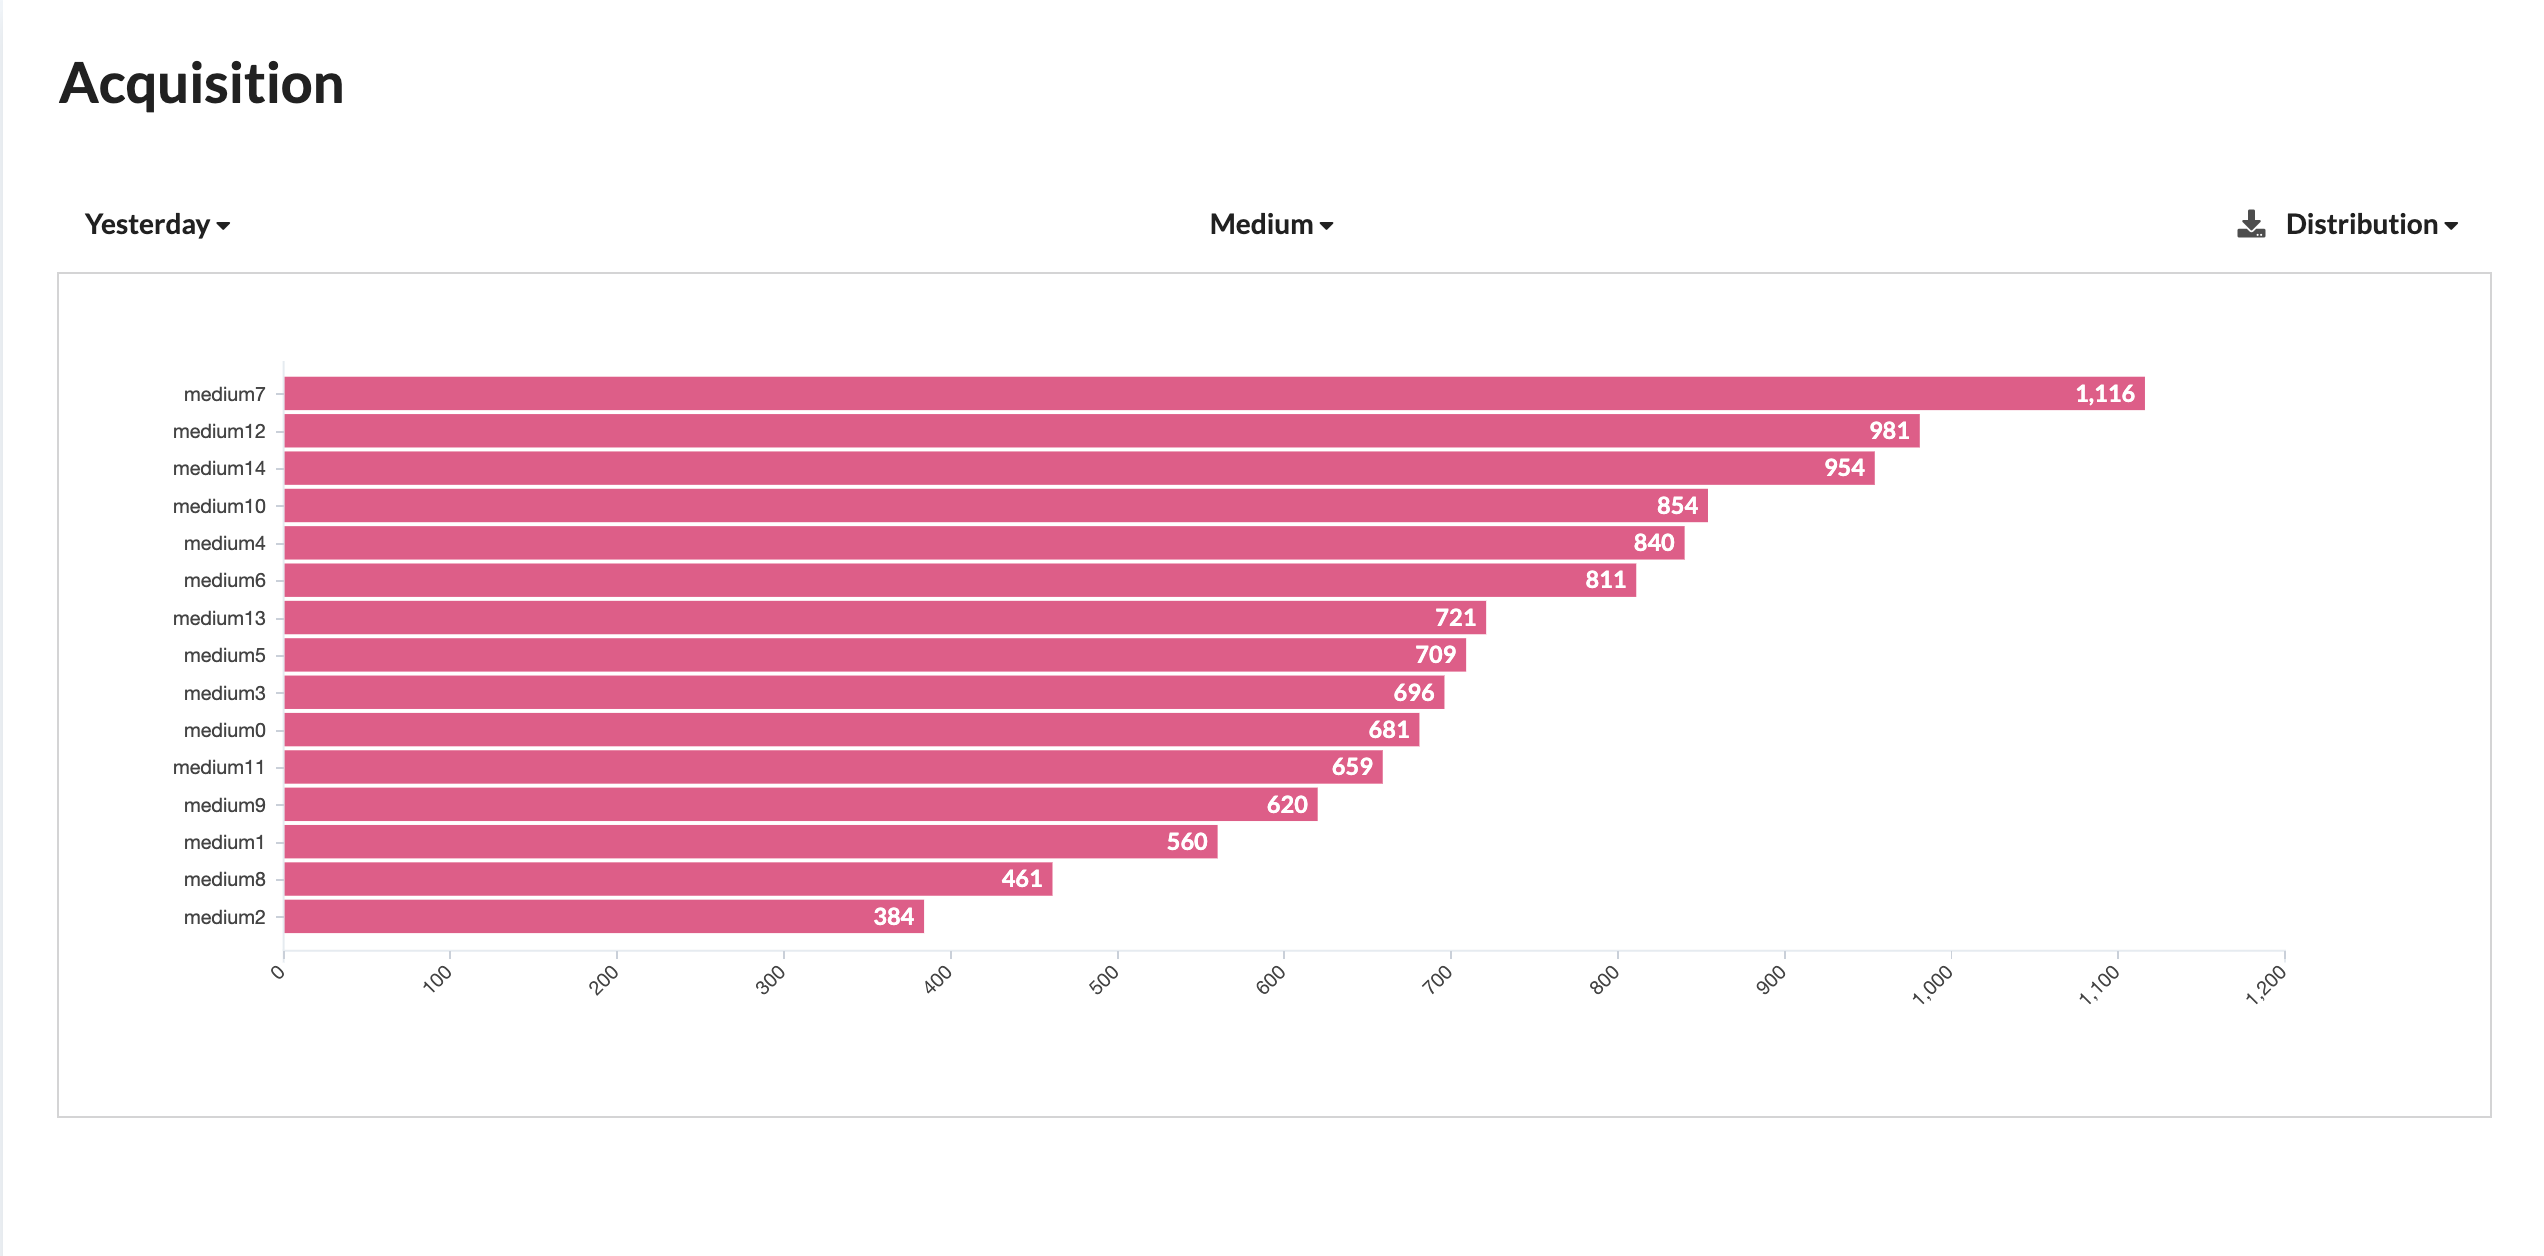 Acquisition
Yesterday
Medium
Distribution
medium7 1,116
medium12 981
medium14 954
medium10 854
medium4 840
medium6 811
medium13 721
medium5 709
medium3 696
medium0 681
medium11 659
medium9 620
medium1 560
medium8 461
medium2 384
0 100 200 300 400 500 600 700 800 900 1,000 1,100 1,200